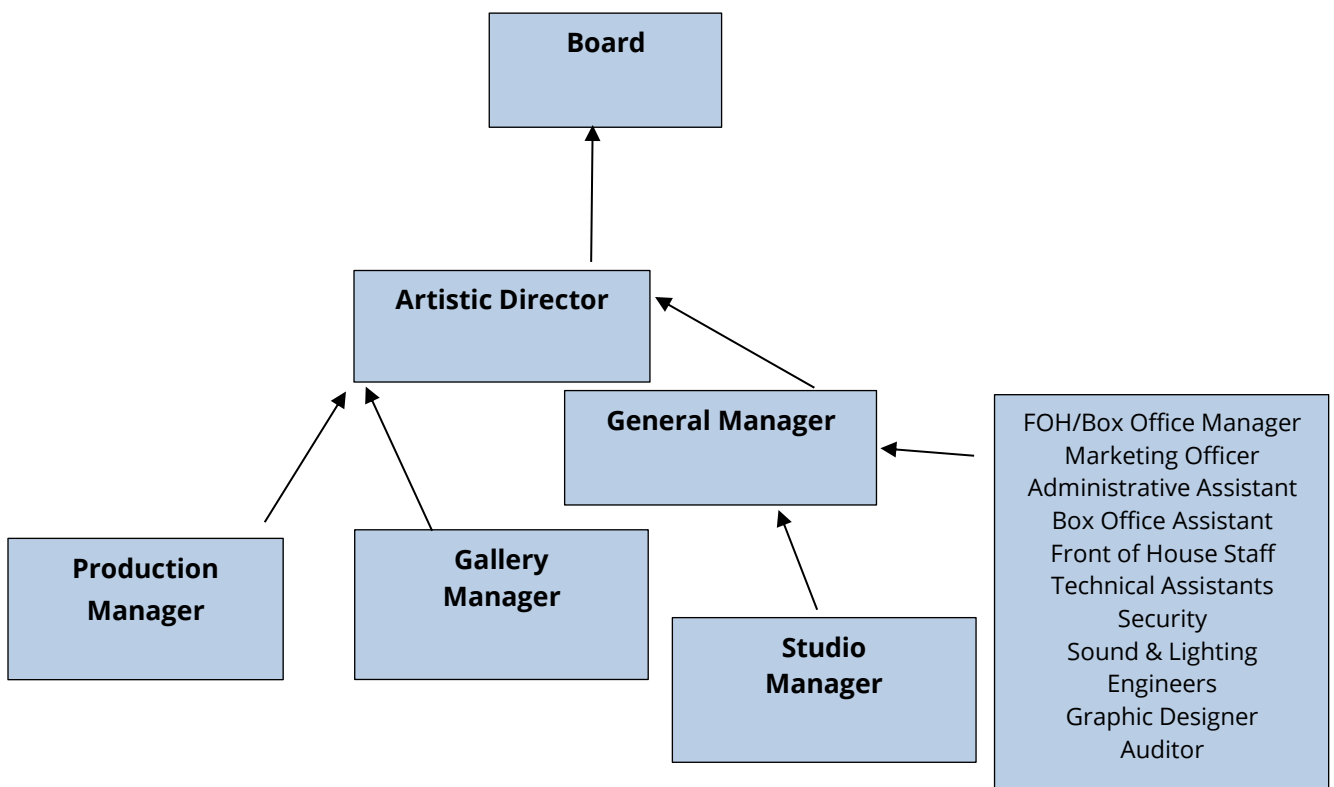 Board
Artistic Director
General Manager
FOH/Box Office Manager
Marketing Officer
Administrative Assistant
Box Office Assistant
Front of House Staff
Technical Assistants
Security
Sound & Lighting
Engineers
Graphic Designer
Auditor
Production
Manager
Gallery
Manager
Studio
Manager